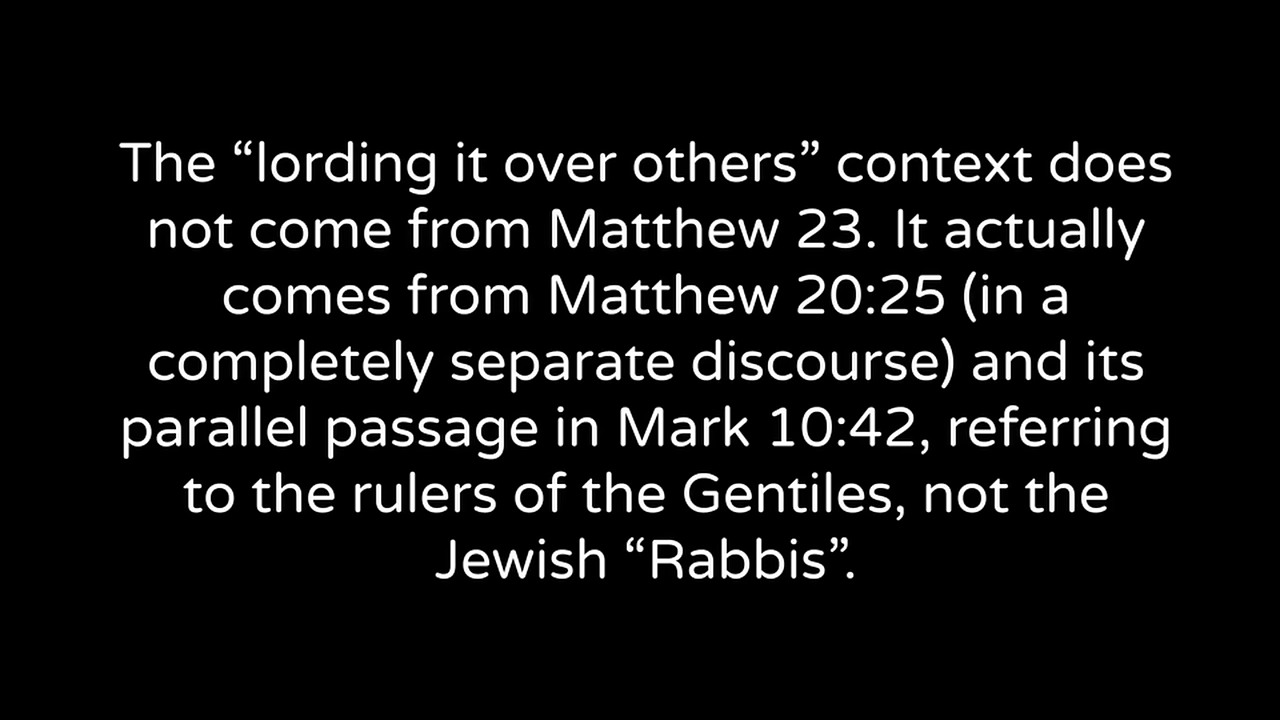 The “lording it over others” context does
not come from Matthew 23. It actually
comes from Matthew 20:25 (in a
completely separate discourse) and its
parallel passage in Mark 10:42, referring
to the rulers of the Gentiles, not the
Jewish “Rabbis”.